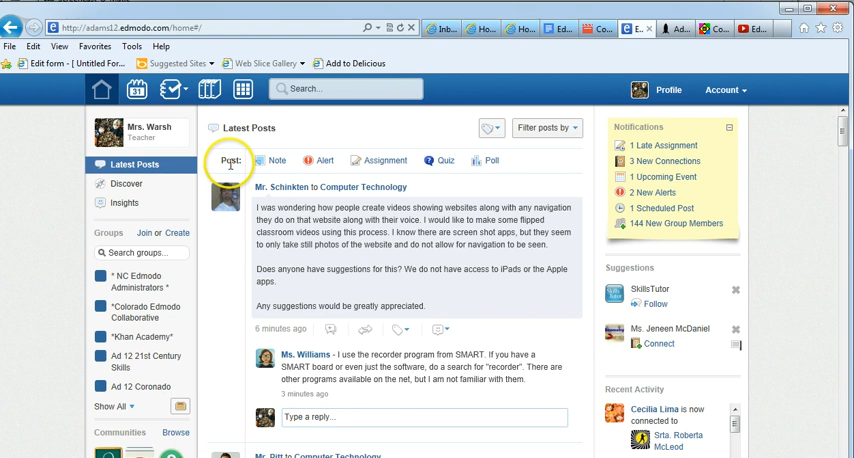 http://adams12.edmodo.com/home#/
Inb...
Ho...
Ho...
Edi...
Co...
E...
Ad...
Co...
Ed...
File Edit View Favorites Tools Help
Edit form - [ Untitled For...
Suggested Sites
Web Slice Gallery
Add to Delicious
31
Search...
Profile
Account
Mrs. Warsh
Teacher
Latest Posts
Discover
Insights
Groups Join or Create
Search groups...
* NC Edmodo
Administrators *
*Colorado Edmodo
Collaborative
*Khan Academy*
Ad 12 21st Century
Skills
Ad 12 Coronado
Show All
Communities Browse
Latest Posts
Filter posts by
Post: Note Alert Assignment Quiz Poll
Mr. Schinkten to Computer Technology
I was wondering how people create videos showing websites along with any navigation
they do on that website along with their voice. I would like to make some flipped
classroom videos using this process. I know there are screen shot apps, but they seem
to only take still photos of the website and do not allow for navigation to be seen.
Does anyone have suggestions for this? We do not have access to iPads or the Apple
apps.
Any suggestions would be greatly appreciated.
6 minutes ago
Ms. Williams - I use the recorder program from SMART. If you have a
SMART board or even just the software, do a search for "recorder". There are
other programs available on the net, but I am not familiar with them.
3 minutes ago
Type a reply...
Mr. Pitt to Computer Technology
Notifications
1 Late Assignment
3 New Connections
1 Upcoming Event
2 New Alerts
1 Scheduled Post
144 New Group Members
Suggestions
SkillsTutor
Follow
Ms. Jeneen McDaniel
Connect
Recent Activity
Cecilia Lima is now
connected to
Srta. Roberta
McLeod